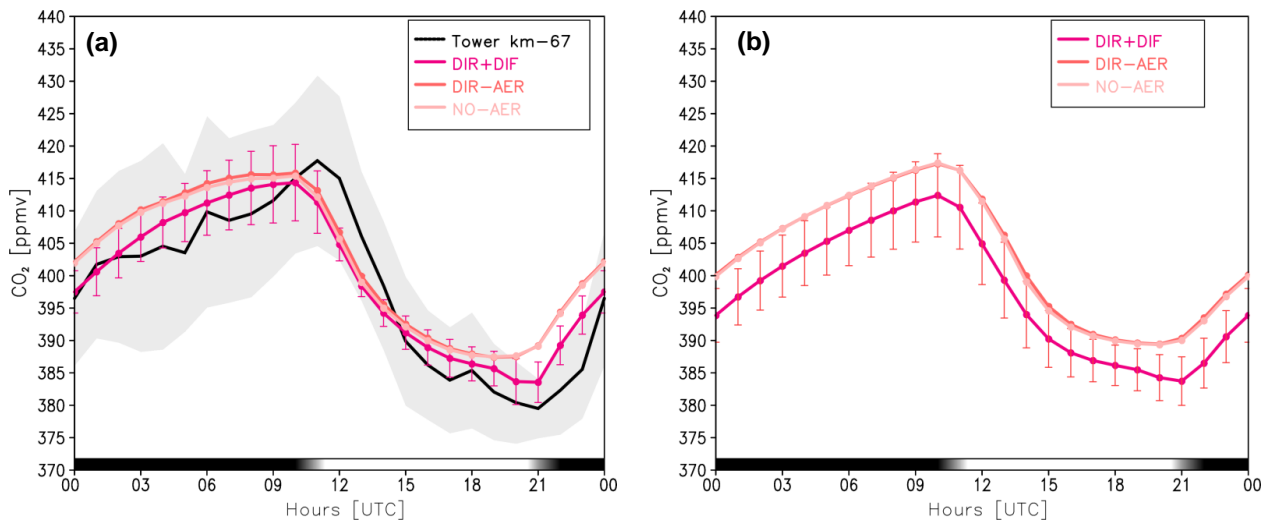 (a)
Tower km-67
DIR+DIF
DIR-AER
NO-AER
CO₂ [ppmv]
440
435
430
425
420
415
410
405
400
395
390
385
380
375
370
00 03 06 09 12 15 18 21 00
Hours [UTC]
(b)
DIR+DIF
DIR-AER
NO-AER
CO₂ [ppmv]
440
435
430
425
420
415
410
405
400
395
390
385
380
375
370
00 03 06 09 12 15 18 21 00
Hours [UTC]